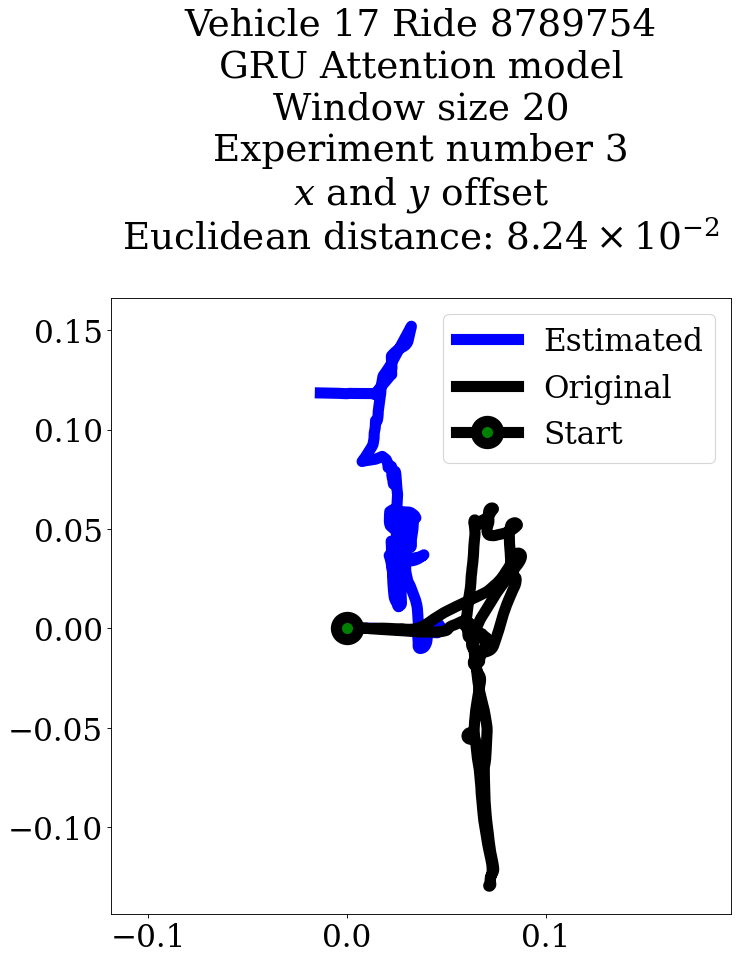 Vehicle 17 Ride 8789754
GRU Attention model
Window size 20
Experiment number 3
x and y offset
Euclidean distance: 8.24 × 10⁻²
Estimated
Original
Start
0.15
0.10
0.05
0.00
−0.05
−0.10
−0.1 0.0 0.1